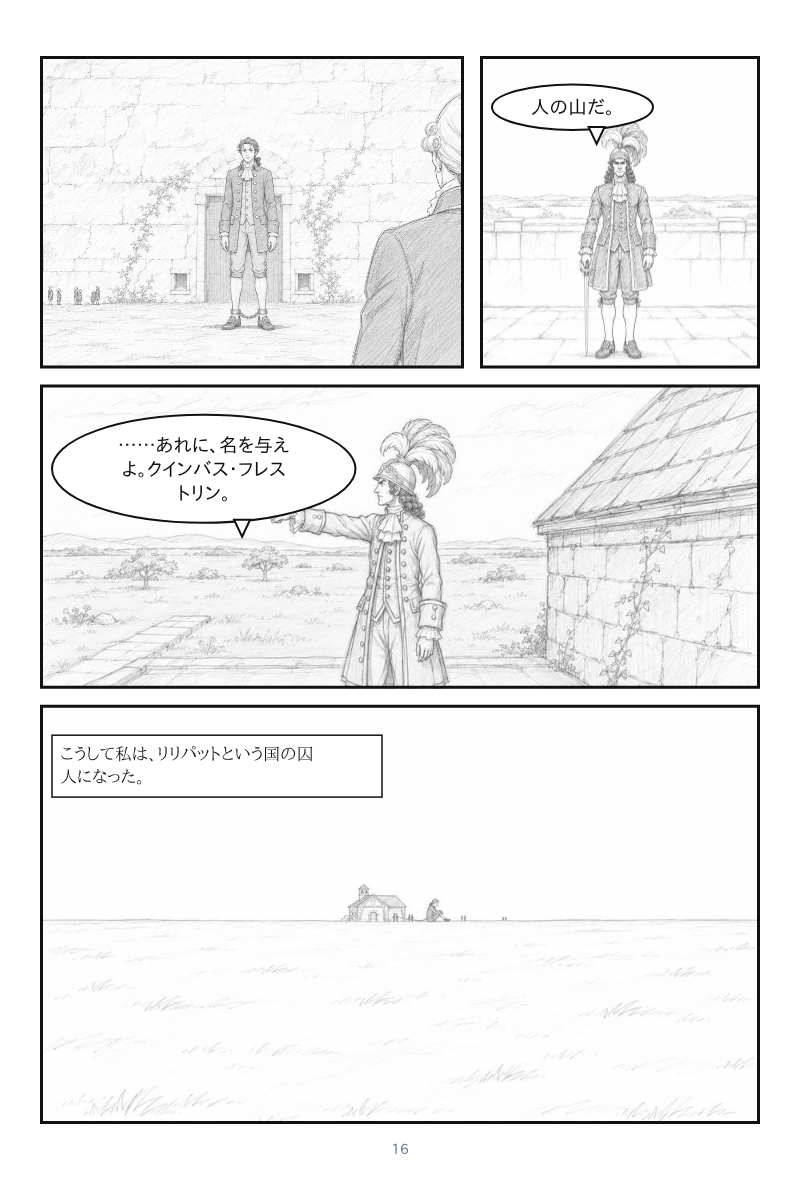 人の山だ。
……あれに、名を与え
よ。クインバス・フレス
トリン。
こうして私は、リリパットという国の囚
人になった。
16